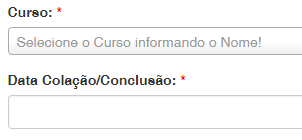 Curso: *
Selecione o Curso informando o Nome!
Data Colação/Conclusão: *